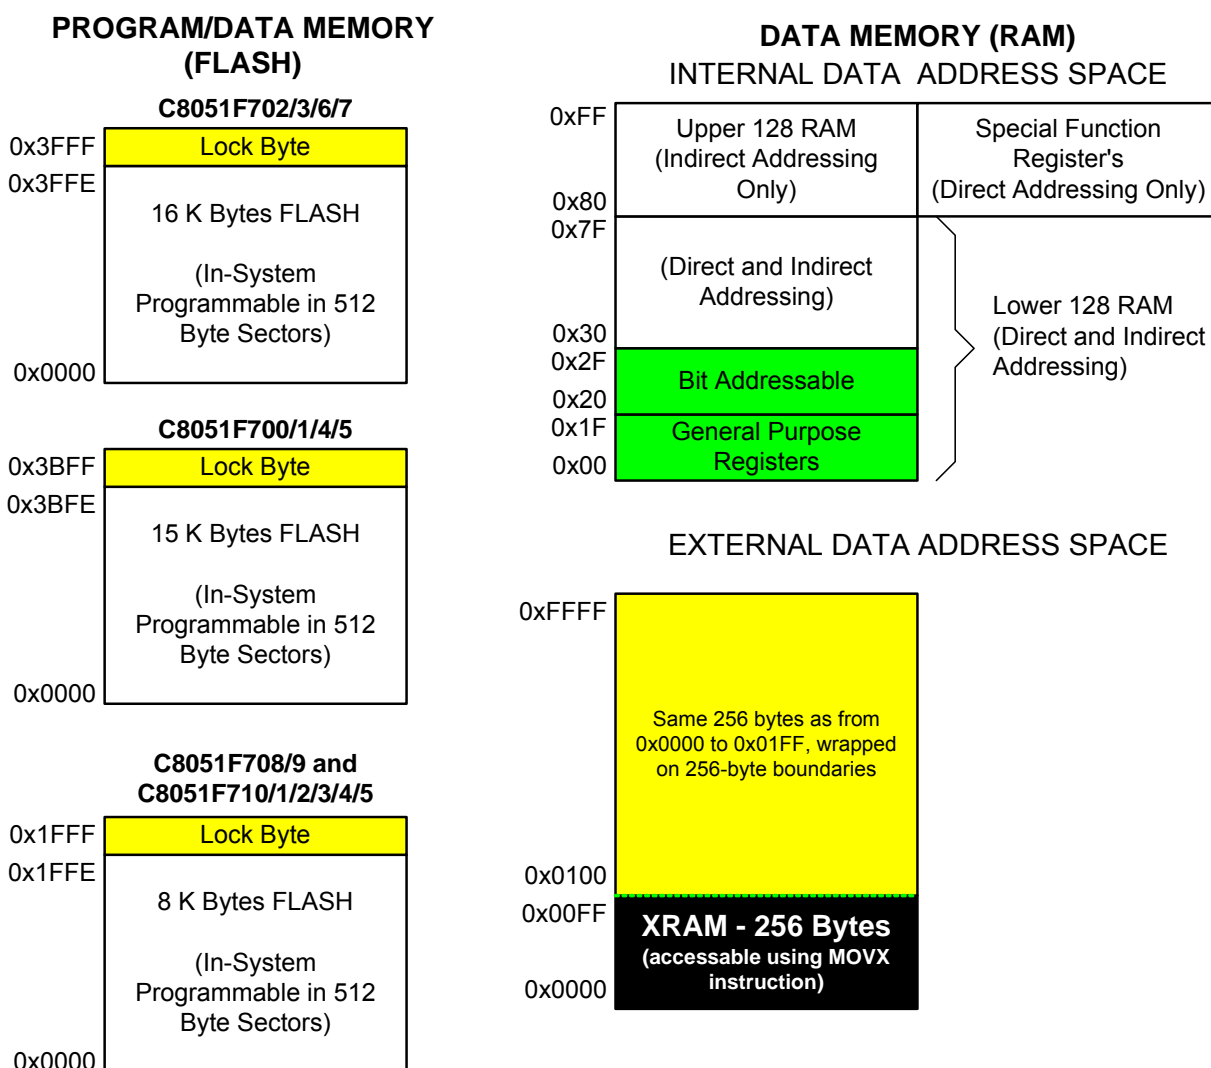 PROGRAM/DATA MEMORY
(FLASH)
C8051F702/3/6/7
0x3FFF
Lock Byte
0x3FFE
16 K Bytes FLASH
(In-System
Programmable in 512
Byte Sectors)
0x0000
C8051F700/1/4/5
0x3BFF
Lock Byte
0x3BFE
15 K Bytes FLASH
(In-System
Programmable in 512
Byte Sectors)
0x0000
C8051F708/9 and
C8051F710/1/2/3/4/5
0x1FFF
Lock Byte
0x1FFE
8 K Bytes FLASH
(In-System
Programmable in 512
Byte Sectors)
0x0000
DATA MEMORY (RAM)
INTERNAL DATA ADDRESS SPACE
0xFF
Upper 128 RAM
(Indirect Addressing
Only)
0x80
Special Function
Register's
(Direct Addressing Only)
0x7F
(Direct and Indirect
Addressing)
0x30
Lower 128 RAM
(Direct and Indirect
Addressing)
0x2F
Bit Addressable
0x20
0x1F
General Purpose
Registers
0x00
EXTERNAL DATA ADDRESS SPACE
0xFFFF
Same 256 bytes as from
0x0000 to 0x01FF, wrapped
on 256-byte boundaries
0x0100
0x00FF
XRAM - 256 Bytes
(accessable using MOVX
instruction)
0x0000